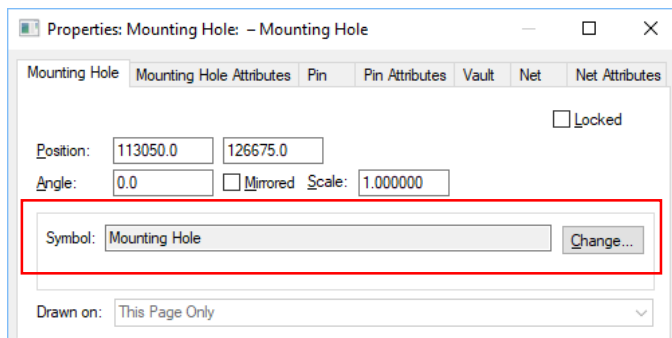 Properties: Mounting Hole:  – Mounting Hole
Mounting Hole Mounting Hole Attributes Pin Pin Attributes Vault Net Net Attributes
Locked
Position: 113050.0 126675.0
Angle: 0.0 Mirrored Scale: 1.000000
Symbol: Mounting Hole Change...
Drawn on: This Page Only